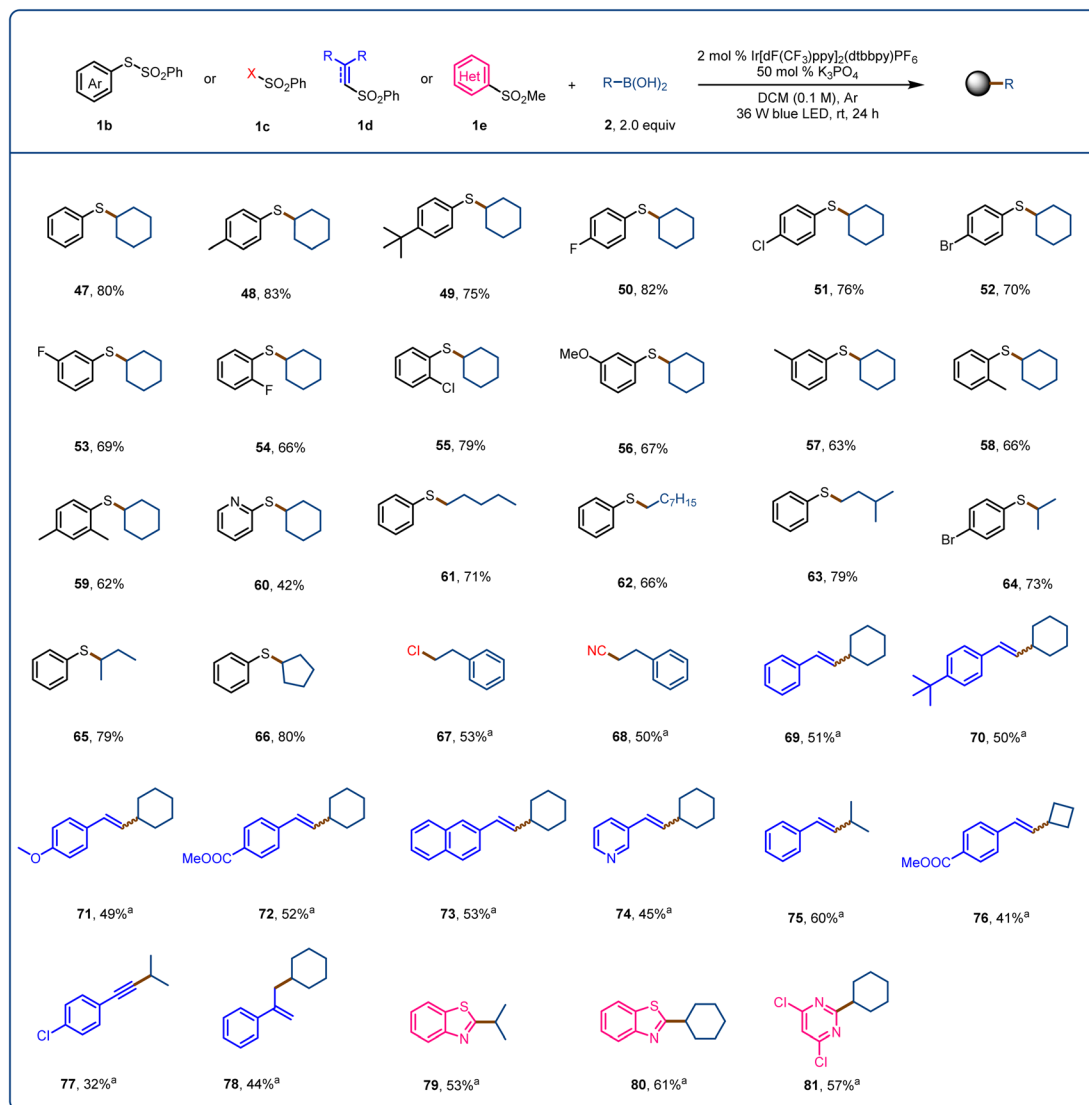 Ar S SO2Ph or X SO2Ph R R SO2Ph or Het SO2Me + R–B(OH)2 2 mol % Ir[dF(CF3)ppy]2(dtbbpy)PF6 R
50 mol % K3PO4
DCM (0.1 M), Ar
36 W blue LED, rt, 24 h
1b 1c 1d 1e 2, 2.0 equiv
S S S F S Cl S Br S
47, 80% 48, 83% 49, 75% 50, 82% 51, 76% 52, 70%
F S S F S Cl MeO S S S
53, 69% 54, 66% 55, 79% 56, 67% 57, 63% 58, 66%
S N S S S C7H15 S Br S
59, 62% 60, 42% 61, 71% 62, 66% 63, 79% 64, 73%
S S Cl NC
65, 79% 66, 80% 67, 53%a 68, 50%a 69, 51%a 70, 50%a
O MeOOC N MeOOC
71, 49%a 72, 52%a 73, 53%a 74, 45%a 75, 60%a 76, 41%a
Cl S N S N Cl N N Cl
77, 32%a 78, 44%a 79, 53%a 80, 61%a 81, 57%a